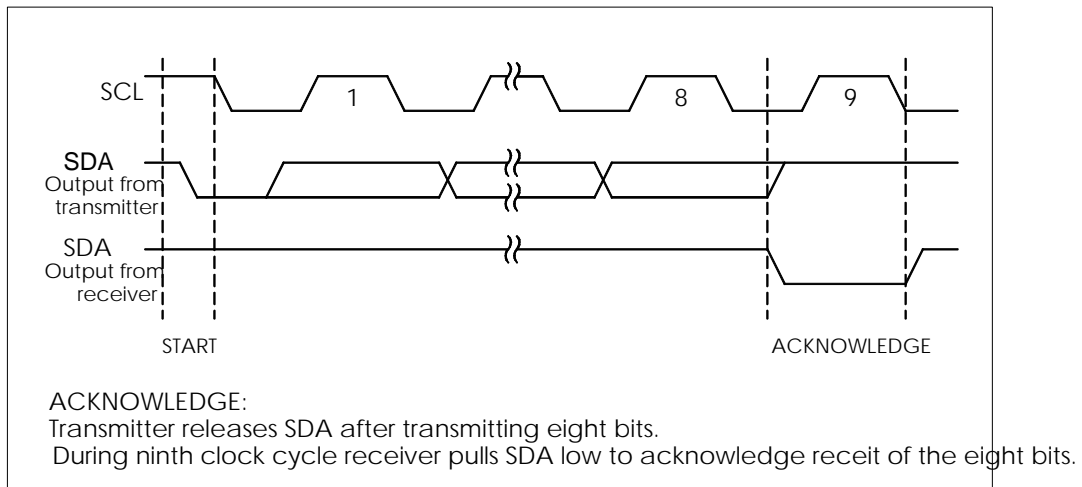 SCL
1
8
9
SDA
Output from
transmitter
SDA
Output from
receiver
START
ACKNOWLEDGE
ACKNOWLEDGE:
Transmitter releases SDA after transmitting eight bits.
During ninth clock cycle receiver pulls SDA low to acknowledge receit of the eight bits.